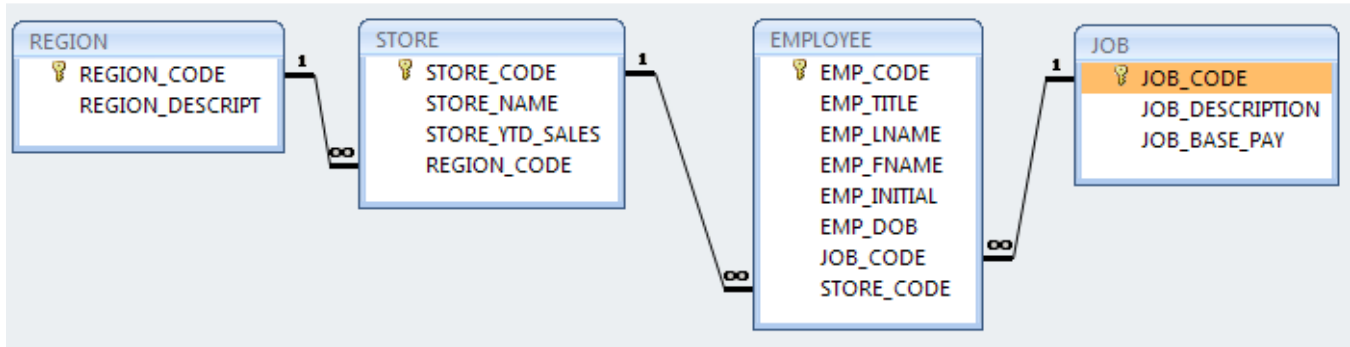 REGION
REGION_CODE
REGION_DESCRIPT
1
∞
STORE
STORE_CODE
STORE_NAME
STORE_YTD_SALES
REGION_CODE
1
∞
EMPLOYEE
EMP_CODE
EMP_TITLE
EMP_LNAME
EMP_FNAME
EMP_INITIAL
EMP_DOB
JOB_CODE
STORE_CODE
∞
1
JOB
JOB_CODE
JOB_DESCRIPTION
JOB_BASE_PAY